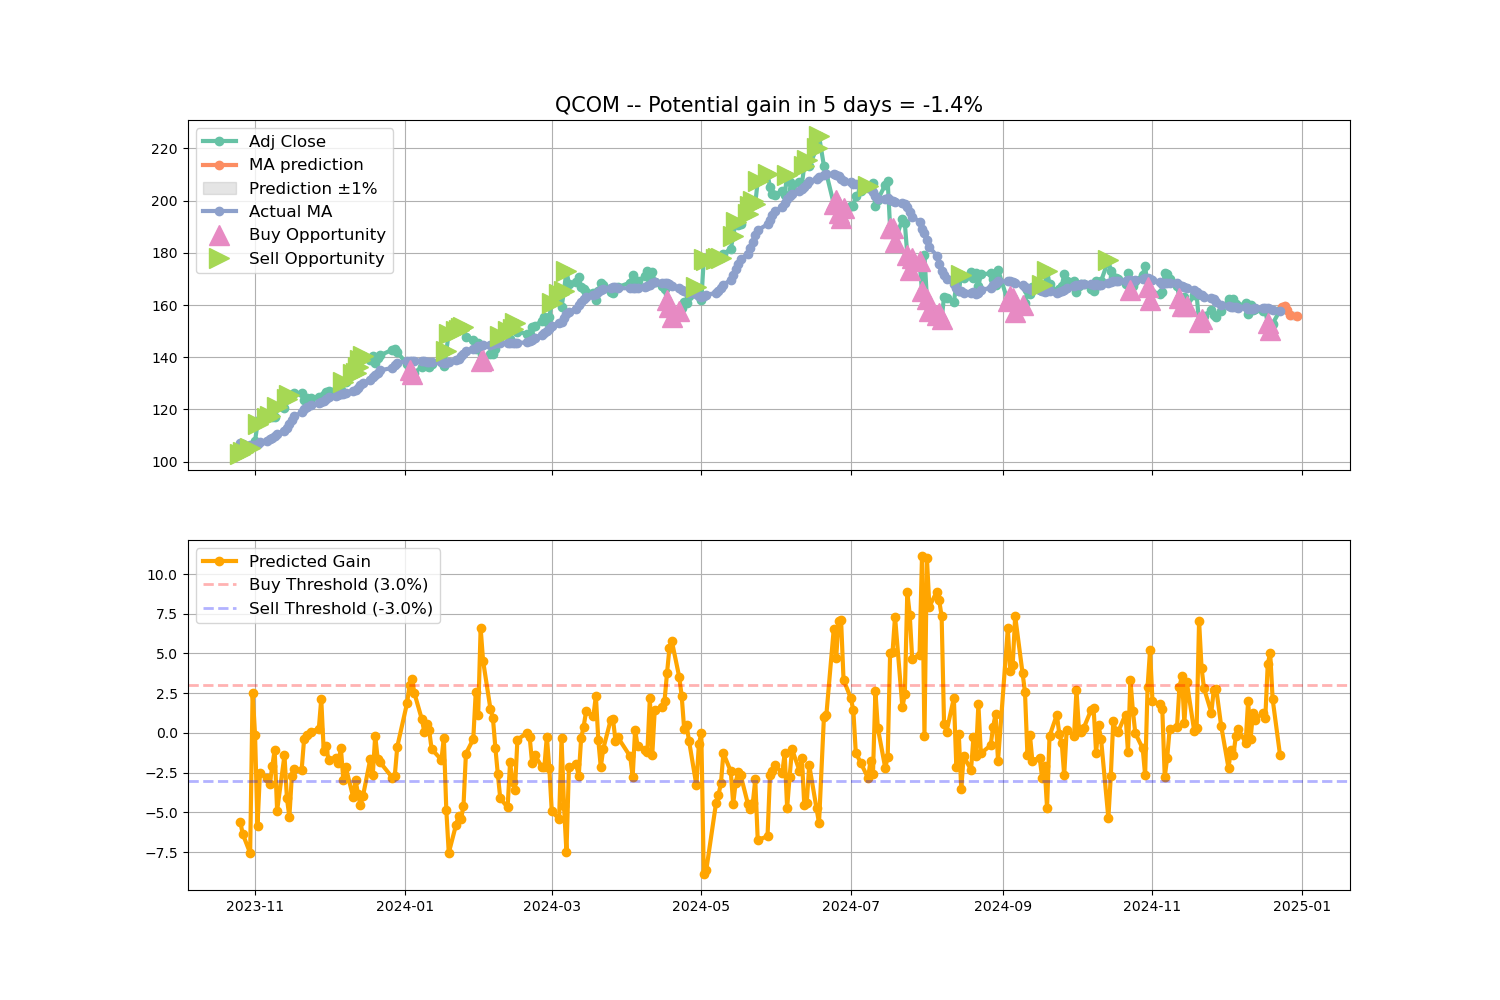 QCOM -- Potential gain in 5 days = -1.4%
Adj Close
MA prediction
Prediction ±1%
Actual MA
Buy Opportunity
Sell Opportunity
220
200
180
160
140
120
100
Predicted Gain
Buy Threshold (3.0%)
Sell Threshold (-3.0%)
10.0
7.5
5.0
2.5
0.0
−2.5
−5.0
−7.5
2023-11 2024-01 2024-03 2024-05 2024-07 2024-09 2024-11 2025-01